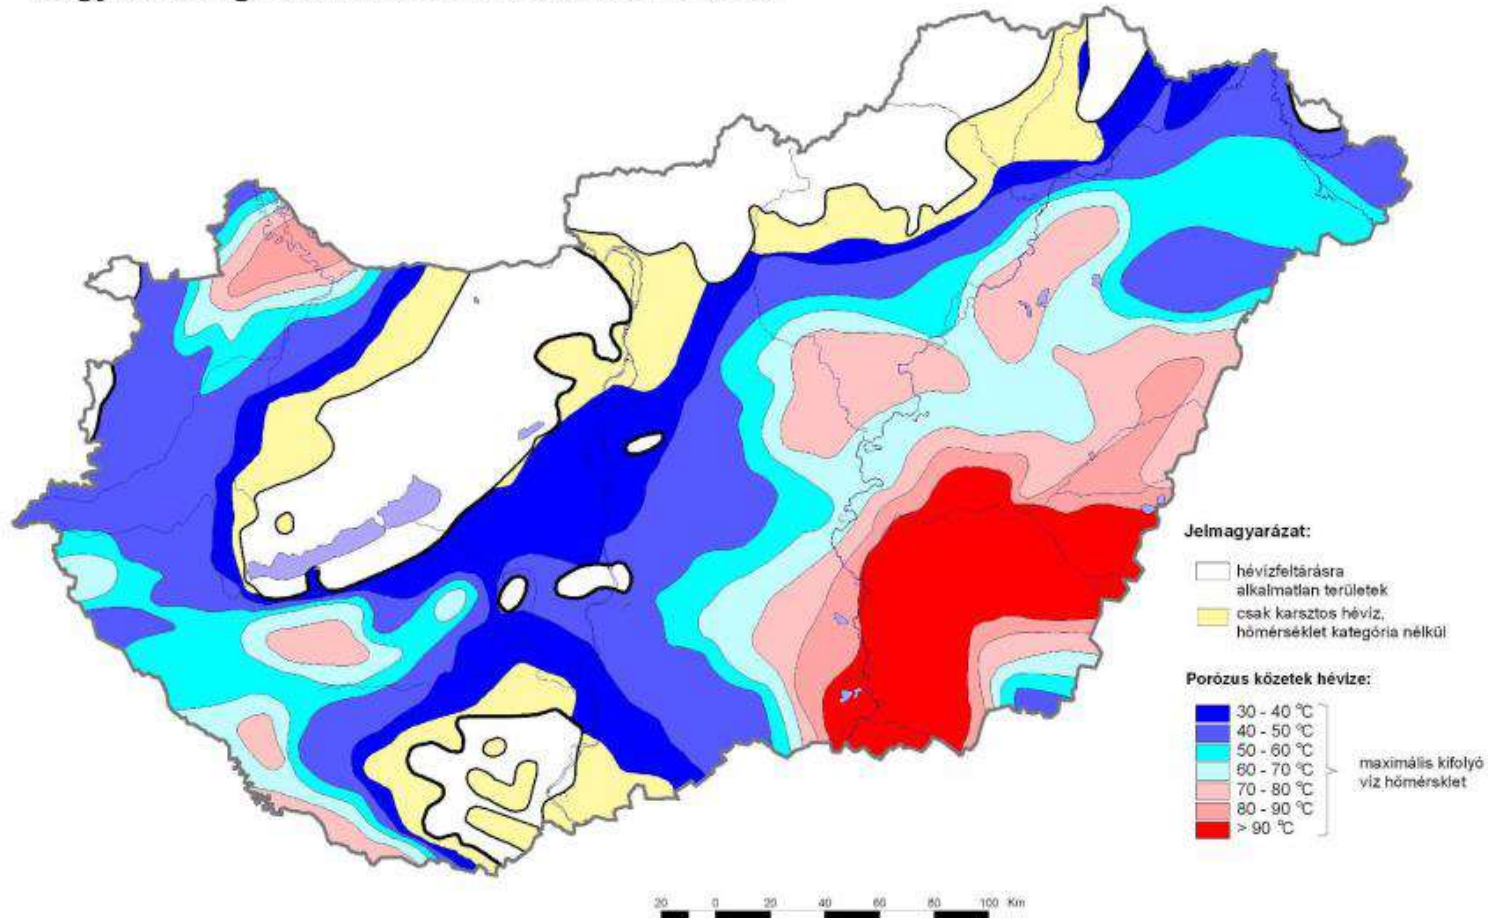 Jelmagyarázat:
hévízfeltárásra
alkalmatlan területek
csak karsztos hévíz,
hőmérséklet kategória nélkül
Porózus kőzetek hévize:
30 - 40 °C
40 - 50 °C
50 - 60 °C
60 - 70 °C
70 - 80 °C
80 - 90 °C
> 90 °C
maximális kifolyó
víz hőmérsklet
20 0 20 40 60 80 100 Km